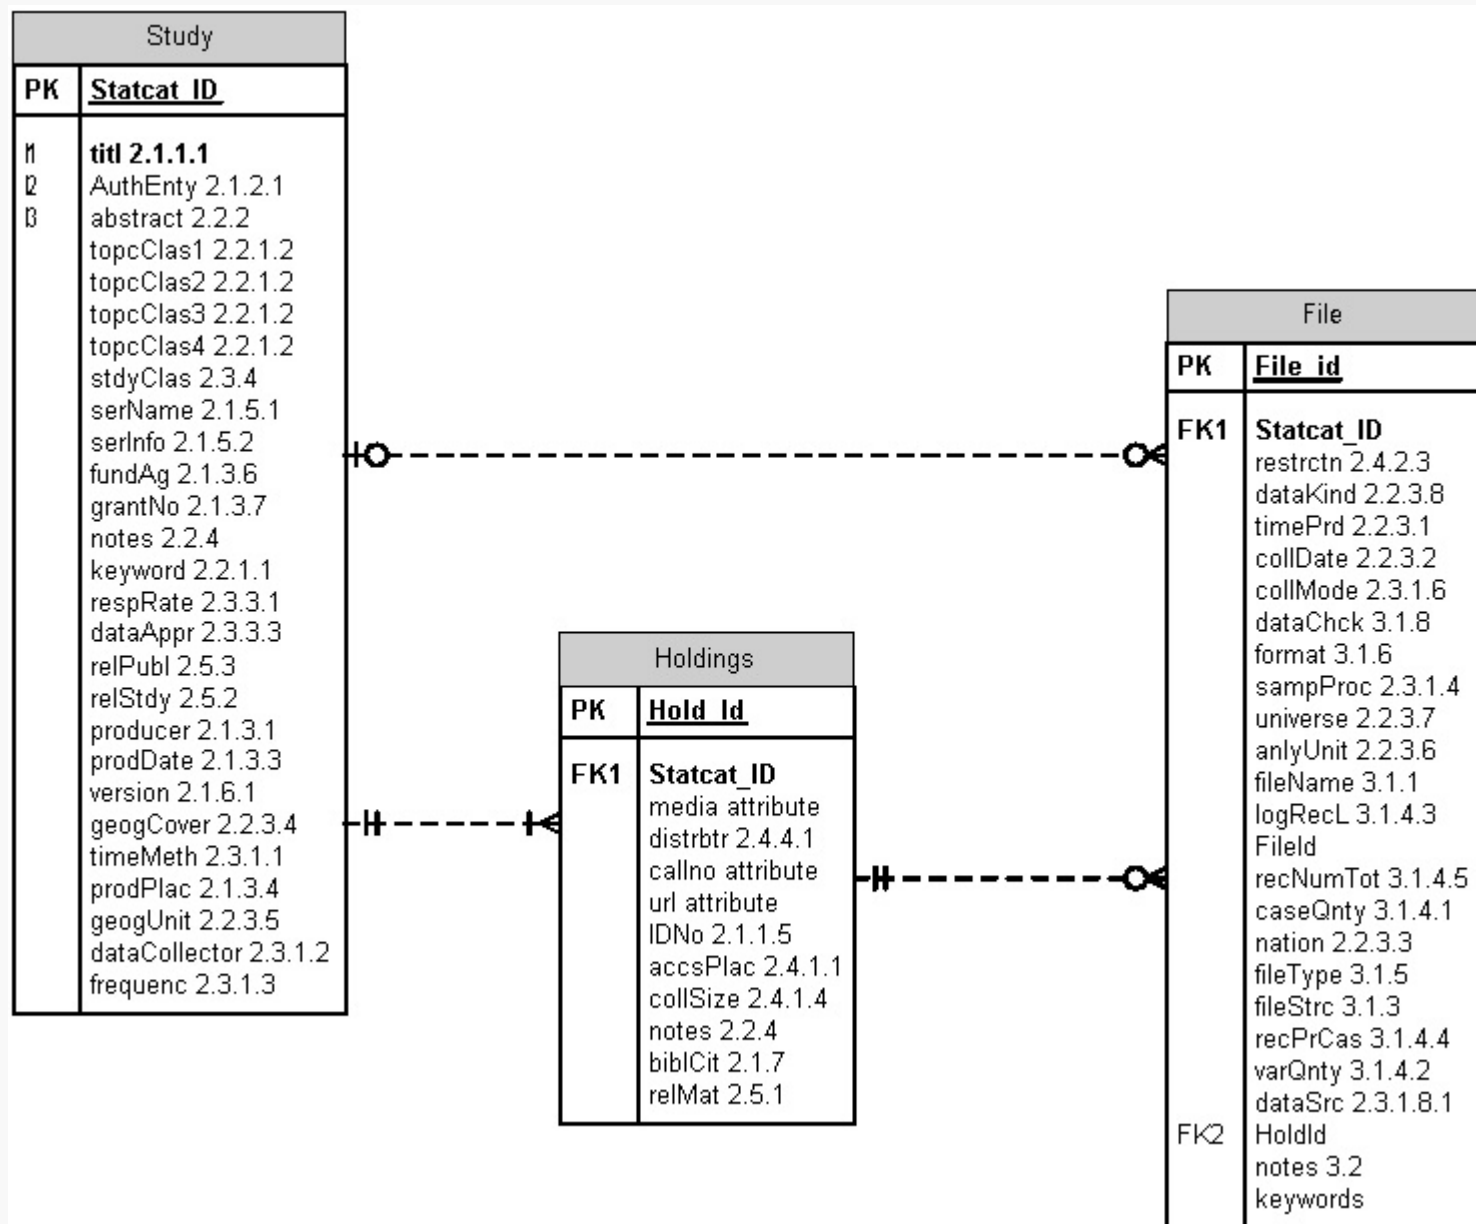 Study
PK Statcat_ID
I1 titl 2.1.1.1
I2 AuthEnty 2.1.2.1
I3 abstract 2.2.2
topcClas1 2.2.1.2
topcClas2 2.2.1.2
topcClas3 2.2.1.2
topcClas4 2.2.1.2
stdyClas 2.3.4
serName 2.1.5.1
serInfo 2.1.5.2
fundAg 2.1.3.6
grantNo 2.1.3.7
notes 2.2.4
keyword 2.2.1.1
respRate 2.3.3.1
dataAppr 2.3.3.3
relPubl 2.5.3
relStdy 2.5.2
producer 2.1.3.1
prodDate 2.1.3.3
version 2.1.6.1
geogCover 2.2.3.4
timeMeth 2.3.1.1
prodPlac 2.1.3.4
geogUnit 2.2.3.5
dataCollector 2.3.1.2
frequenc 2.3.1.3
Holdings
PK Hold_Id
FK1 Statcat_ID
media attribute
distrbtr 2.4.4.1
callno attribute
url attribute
IDNo 2.1.1.5
accsPlac 2.4.1.1
collSize 2.4.1.4
notes 2.2.4
biblCit 2.1.7
relMat 2.5.1
File
PK File_id
FK1 Statcat_ID
restrctn 2.4.2.3
dataKind 2.2.3.8
timePrd 2.2.3.1
collDate 2.2.3.2
collMode 2.3.1.6
dataChck 3.1.8
format 3.1.6
sampProc 2.3.1.4
universe 2.2.3.7
anlyUnit 2.2.3.6
fileName 3.1.1
logRecL 3.1.4.3
FileId
recNumTot 3.1.4.5
caseQnty 3.1.4.1
nation 2.2.3.3
fileType 3.1.5
fileStrc 3.1.3
recPrCas 3.1.4.4
varQnty 3.1.4.2
dataSrc 2.3.1.8.1
FK2 HoldId
notes 3.2
keywords